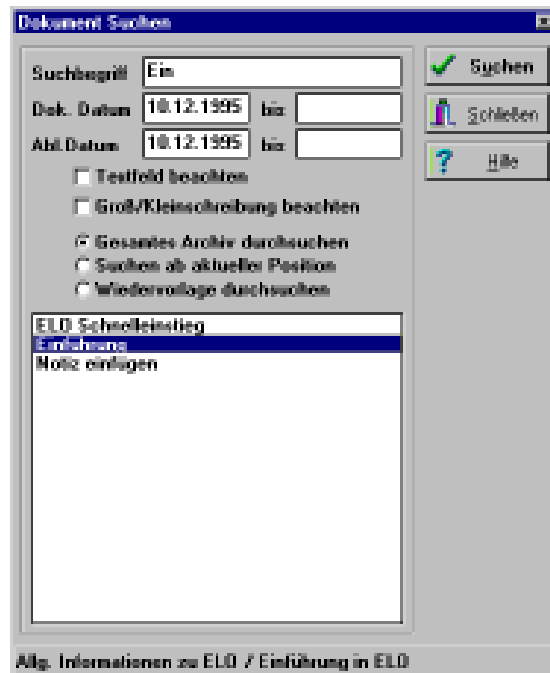 Dokument Suchen
Suchbegriff Ein
Dok. Datum 10.12.1995 bis
Abl.Datum 10.12.1995 bis
Textfeld beachten
Groß/Kleinschreibung beachten
Gesamtes Archiv durchsuchen
Suchen ab aktueller Position
Wiedervorlage durchsuchen
ELO Schnelleinstieg
Einführung
Notiz einfügen
Suchen
Schließen
Hilfe
Allg. Informationen zu ELO / Einführung in ELO